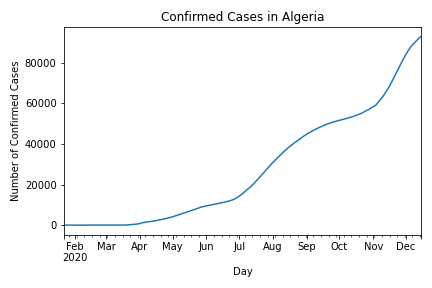 Confirmed Cases in Algeria
Number of Confirmed Cases
80000
60000
40000
20000
0
Feb Mar Apr May Jun Jul Aug Sep Oct Nov Dec
2020
Day